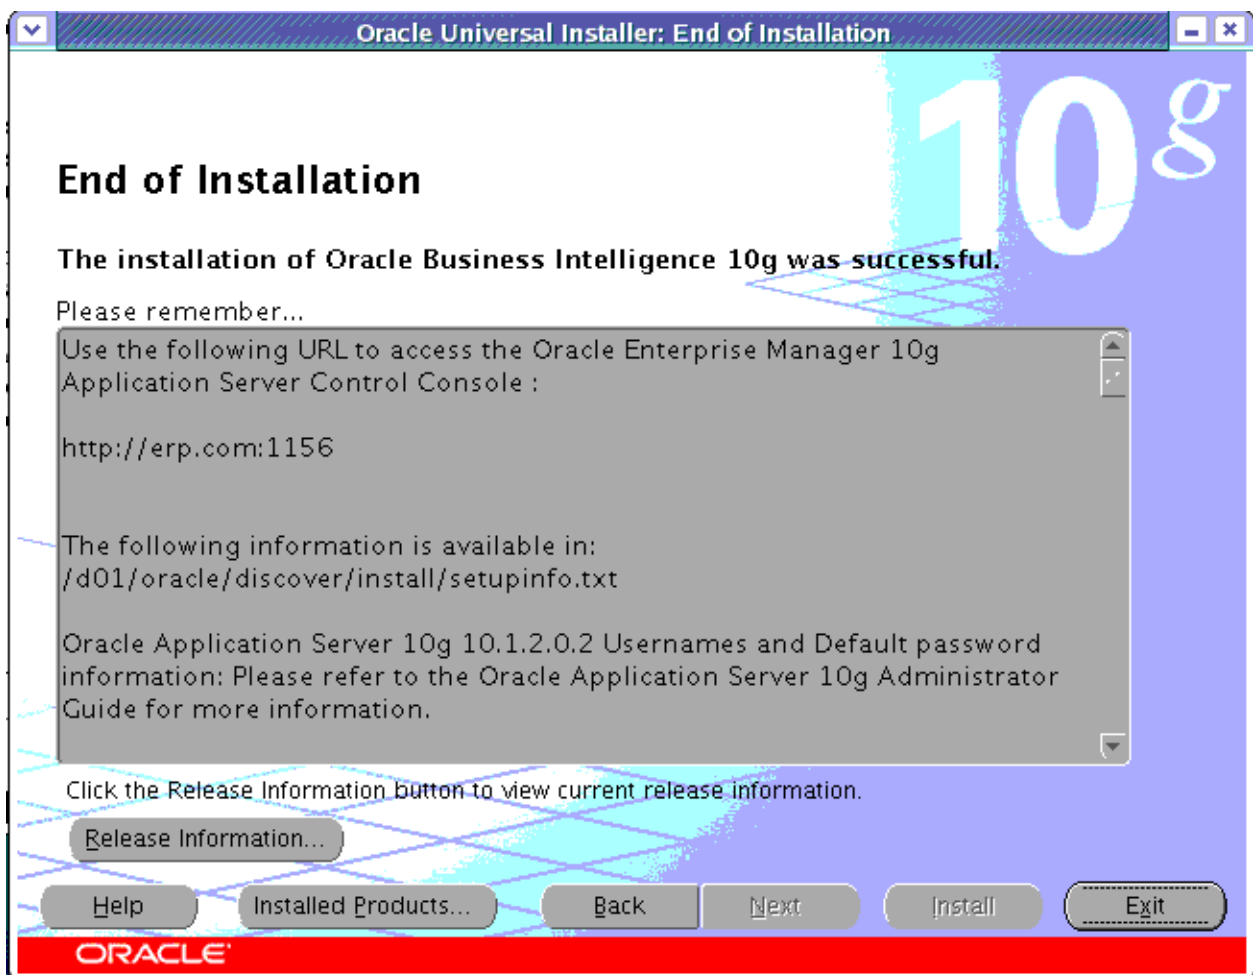 Oracle Universal Installer: End of Installation
10g
End of Installation
The installation of Oracle Business Intelligence 10g was successful.
Please remember...
Use the following URL to access the Oracle Enterprise Manager 10g
Application Server Control Console :
http://erp.com:1156
The following information is available in:
/d01/oracle/discover/install/setupinfo.txt
Oracle Application Server 10g 10.1.2.0.2 Usernames and Default password
information: Please refer to the Oracle Application Server 10g Administrator
Guide for more information.
Click the Release Information button to view current release information.
Release Information...
Help Installed Products... Back Next Install Exit
ORACLE